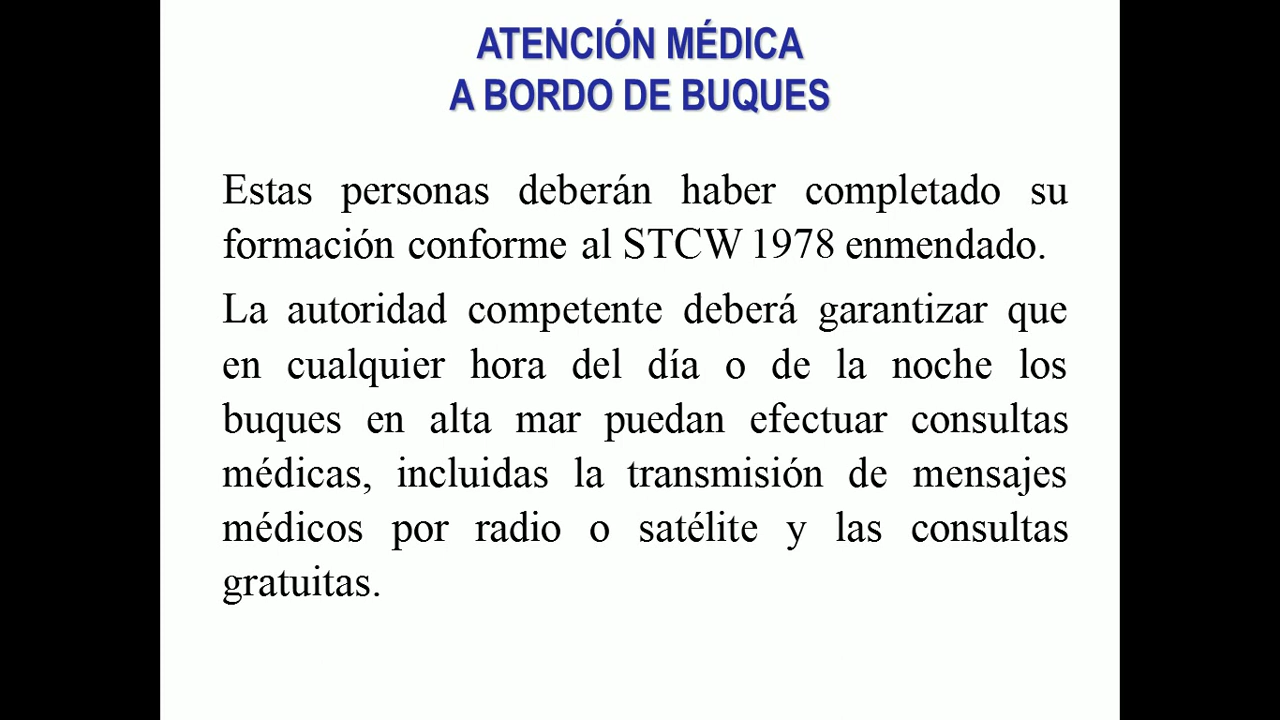 ATENCIÓN MÉDICA
A BORDO DE BUQUES
Estas personas deberán haber completado su
formación conforme al STCW 1978 enmendado.
La autoridad competente deberá garantizar que
en cualquier hora del día o de la noche los
buques en alta mar puedan efectuar consultas
médicas, incluidas la transmisión de mensajes
médicos por radio o satélite y las consultas
gratuitas.